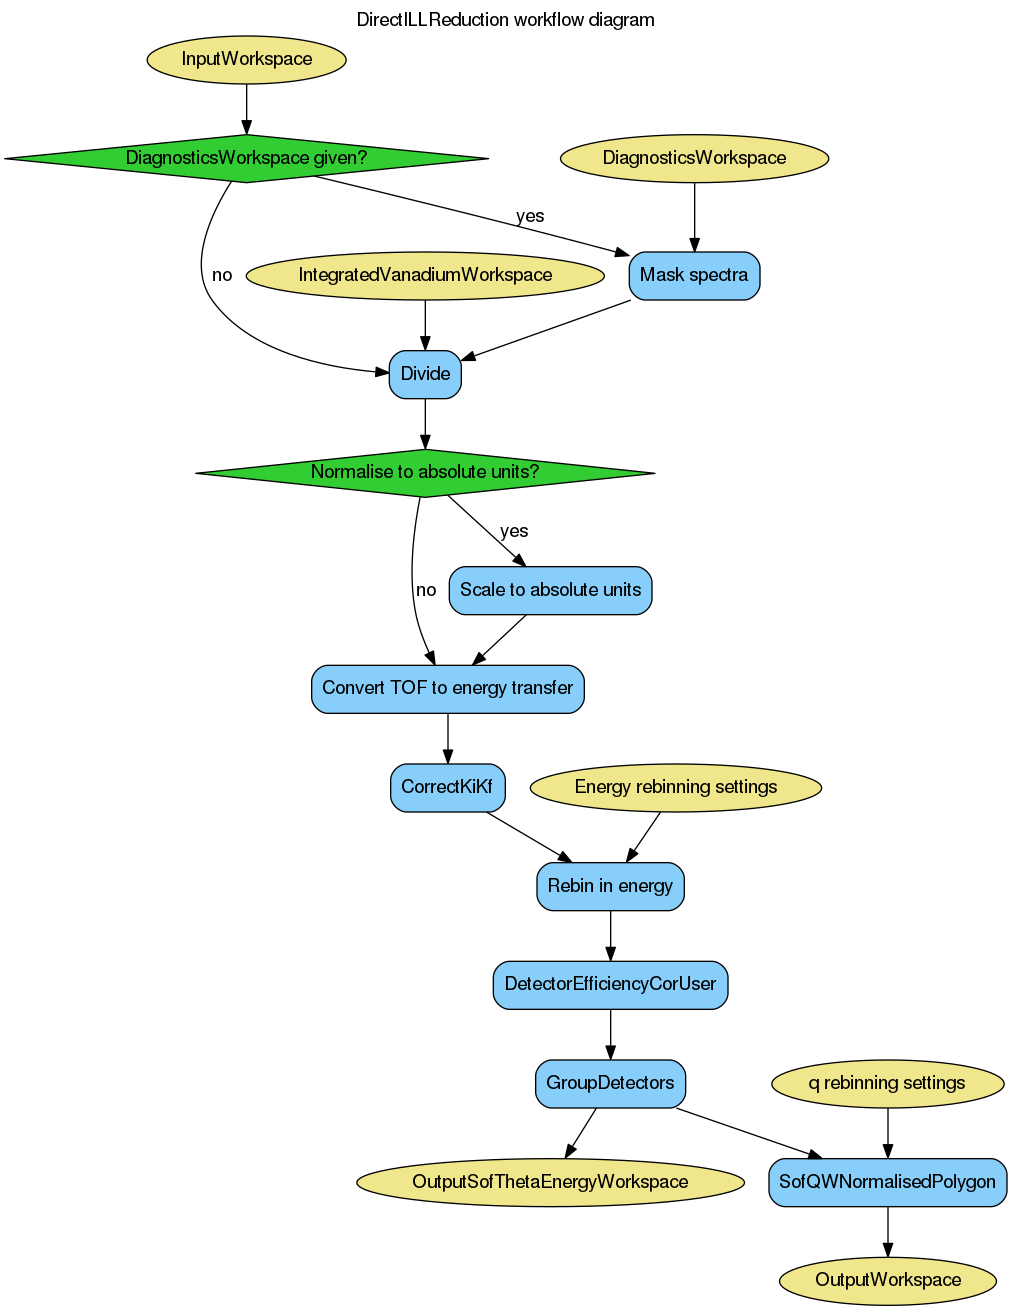 DirectILLReduction workflow diagram
InputWorkspace
DiagnosticsWorkspace given?
DiagnosticsWorkspace
yes
no
IntegratedVanadiumWorkspace
Mask spectra
Divide
Normalise to absolute units?
yes
no
Scale to absolute units
Convert TOF to energy transfer
CorrectKiKf
Energy rebinning settings
Rebin in energy
DetectorEfficiencyCorUser
GroupDetectors
q rebinning settings
OutputSofThetaEnergyWorkspace
SofQWNormalisedPolygon
OutputWorkspace